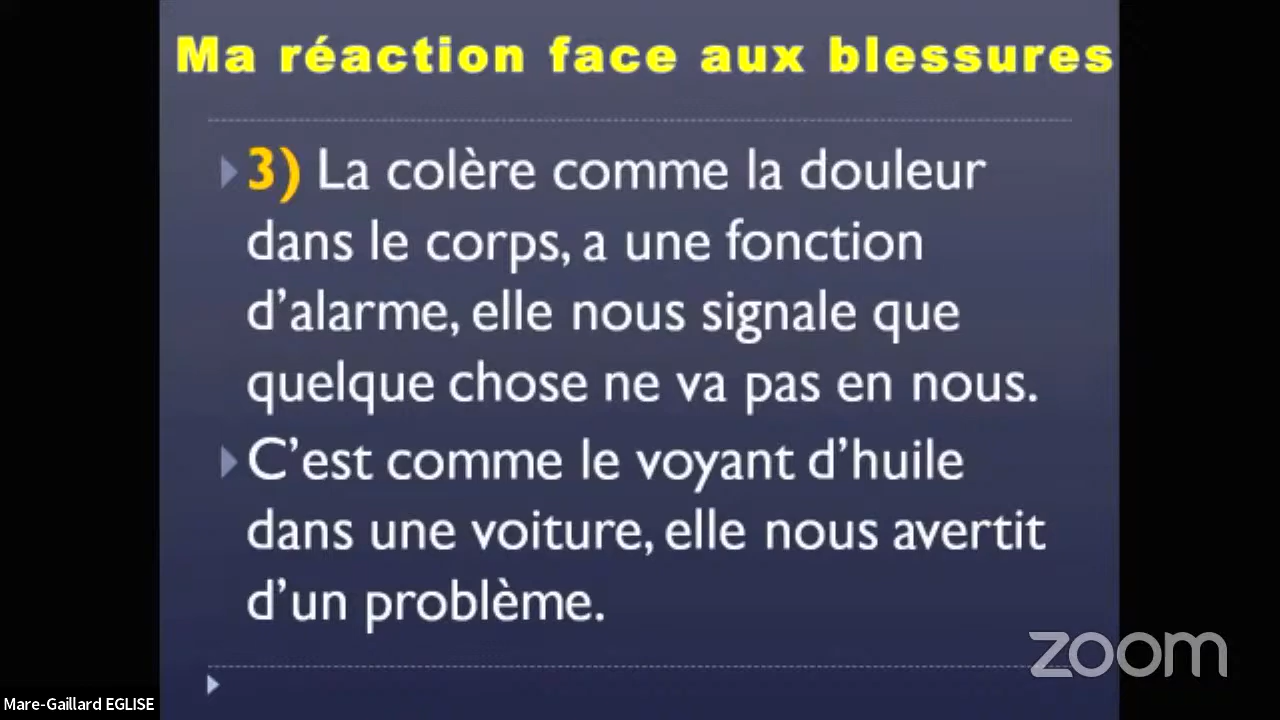 Ma réaction face aux blessures
3) La colère comme la douleur
dans le corps, a une fonction
d’alarme, elle nous signale que
quelque chose ne va pas en nous.
C’est comme le voyant d’huile
dans une voiture, elle nous avertit
d’un problème.
zoom
Mare-Gaillard EGLISE